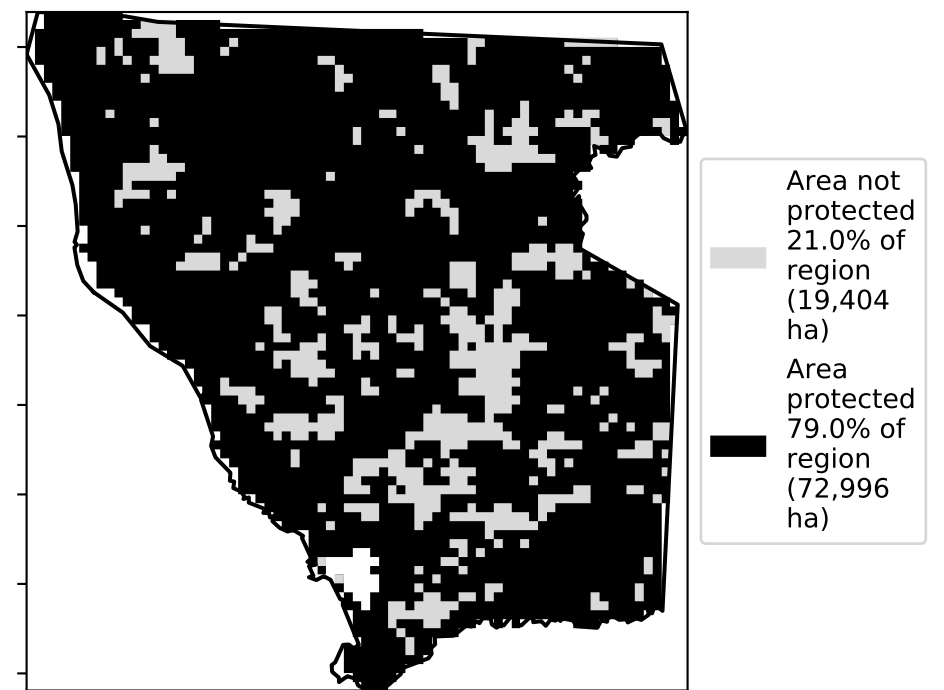 Area not
protected
21.0% of
region
(19,404
ha)
Area
protected
79.0% of
region
(72,996
ha)